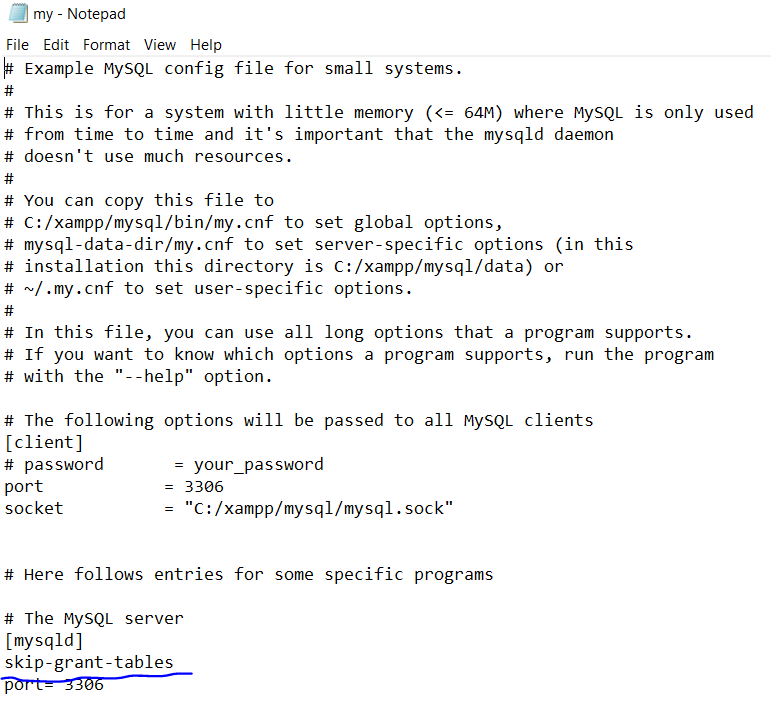 my - Notepad
File Edit Format View Help
# Example MySQL config file for small systems.
#
# This is for a system with little memory (<= 64M) where MySQL is only used
# from time to time and it's important that the mysqld daemon
# doesn't use much resources.
#
# You can copy this file to
# C:/xampp/mysql/bin/my.cnf to set global options,
# mysql-data-dir/my.cnf to set server-specific options (in this
# installation this directory is C:/xampp/mysql/data) or
# ~/.my.cnf to set user-specific options.
#
# In this file, you can use all long options that a program supports.
# If you want to know which options a program supports, run the program
# with the "--help" option.

# The following options will be passed to all MySQL clients
[client]
# password       = your_password
port            = 3306
socket          = "C:/xampp/mysql/mysql.sock"

# Here follows entries for some specific programs

# The MySQL server
[mysqld]
skip-grant-tables
port= 3306